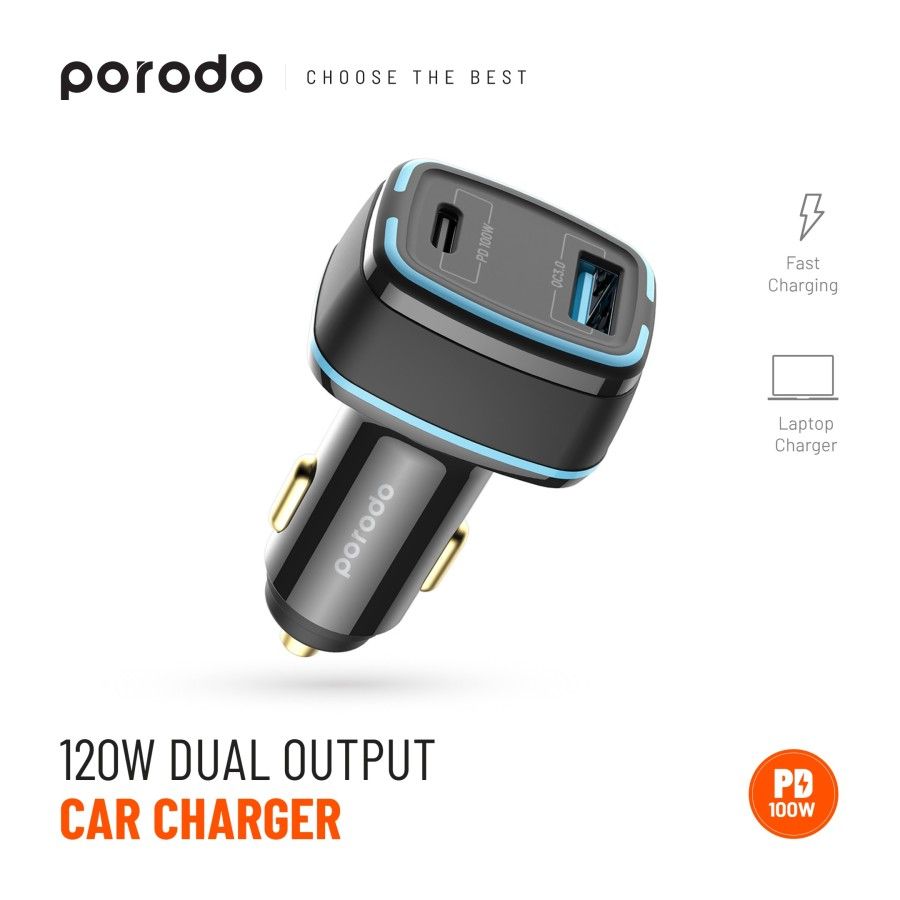 porodo
CHOOSE THE BEST
PD 100W
QC3.0
Fast
Charging
Laptop
Charger
porodo
120W DUAL OUTPUT
CAR CHARGER
PD
100W